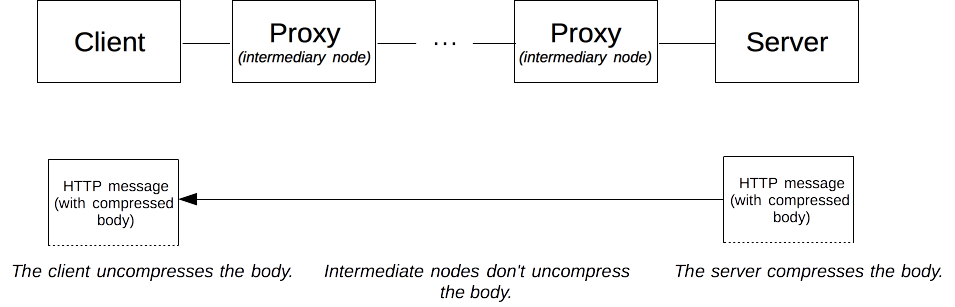 Client
Proxy
(intermediary node)
...
Proxy
(intermediary node)
Server
HTTP message
(with compressed
body)
HTTP message
(with compressed
body)
The client uncompresses the body.
Intermediate nodes don't uncompress
the body.
The server compresses the body.